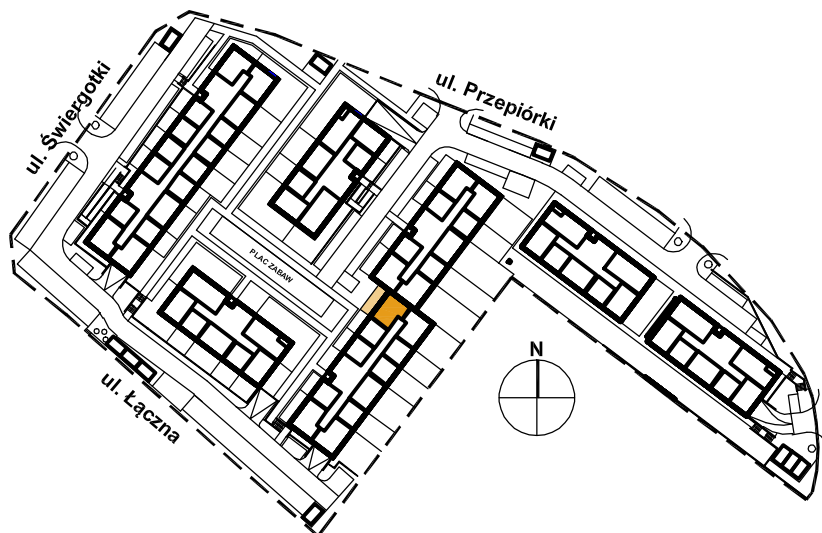 ul. Przepiórki
ul. Świergotki
PLAC ZABAW
N
ul. Łączna